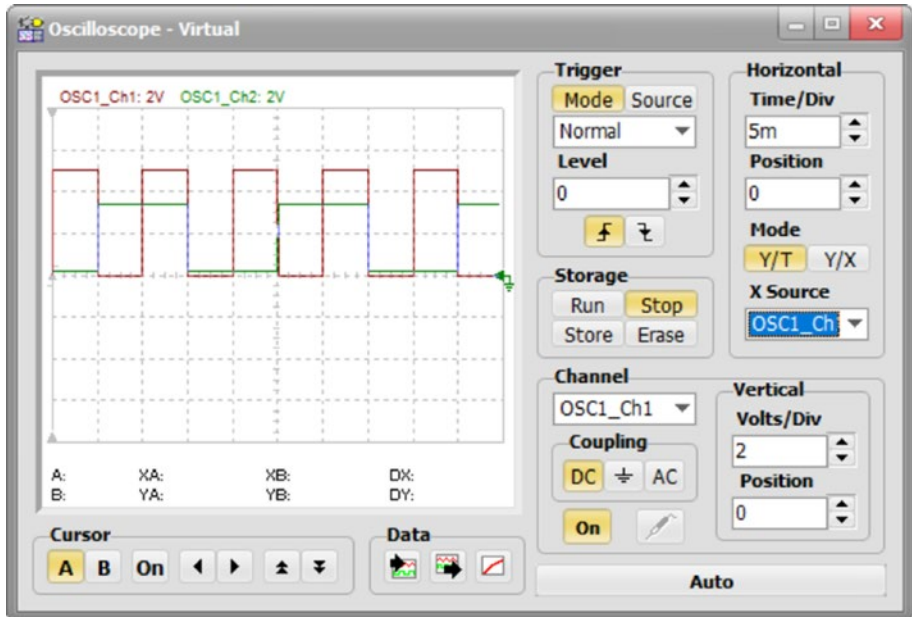 Oscilloscope - Virtual
OSC1_Ch1: 2V OSC1_Ch2: 2V
A: XA: XB: DX:
B: YA: YB: DY:
Cursor
A B On
Data
Trigger
Mode Source
Normal
Level
0
Storage
Run Stop
Store Erase
Horizontal
Time/Div
5m
Position
0
Mode
Y/T Y/X
X Source
OSC1_Ch
Channel
OSC1_Ch1
Coupling
DC AC
On
Vertical
Volts/Div
2
Position
0
Auto